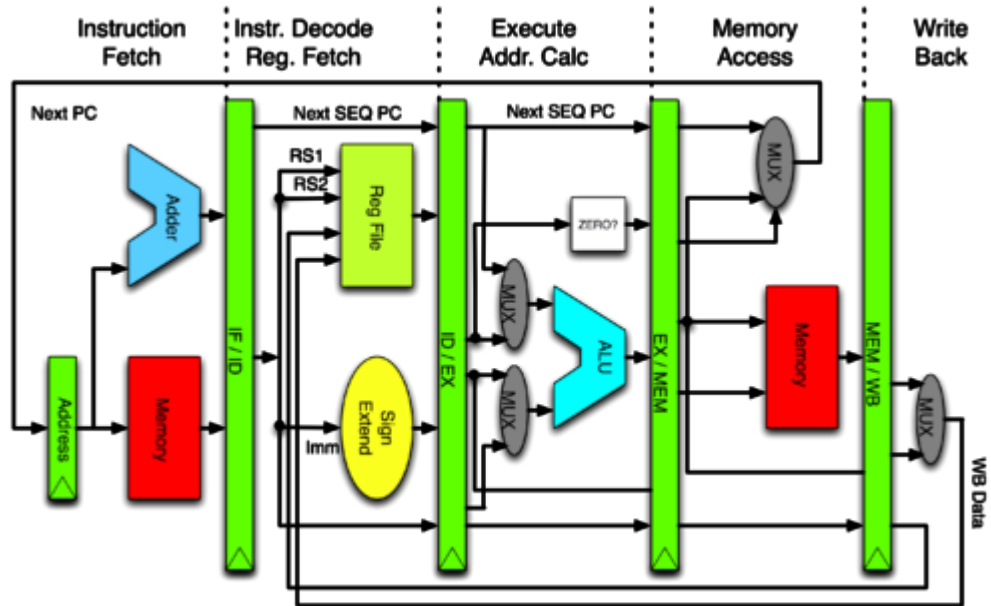 Instruction
Fetch
Instr. Decode
Reg. Fetch
Execute
Addr. Calc
Memory
Access
Write
Back
Next PC
Next SEQ PC
Next SEQ PC
RS1
RS2
Reg File
Adder
MUX
ZERO?
MUX
ALU
Memory
IF / ID
ID / EX
EX / MEM
MEM / WB
Address
Memory
Sign
Extend
Imm
MUX
MUX
WB Data